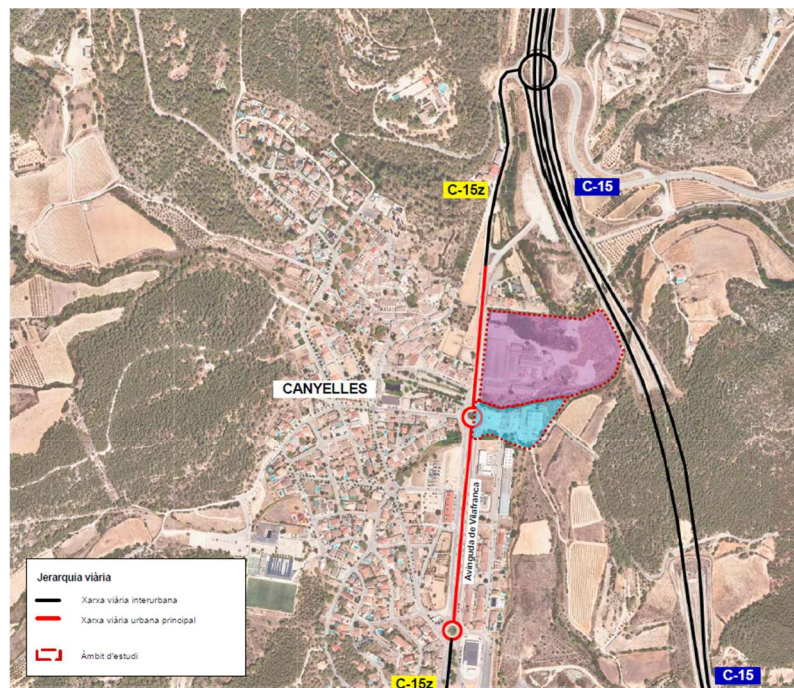 C-15z
C-15
CANYELLES
Avinguda de Vilafranca
Jerarquia viària
Xarxa viària interurbana
Xarxa viària urbana principal
Àmbit d'estudi
C-15z
C-15